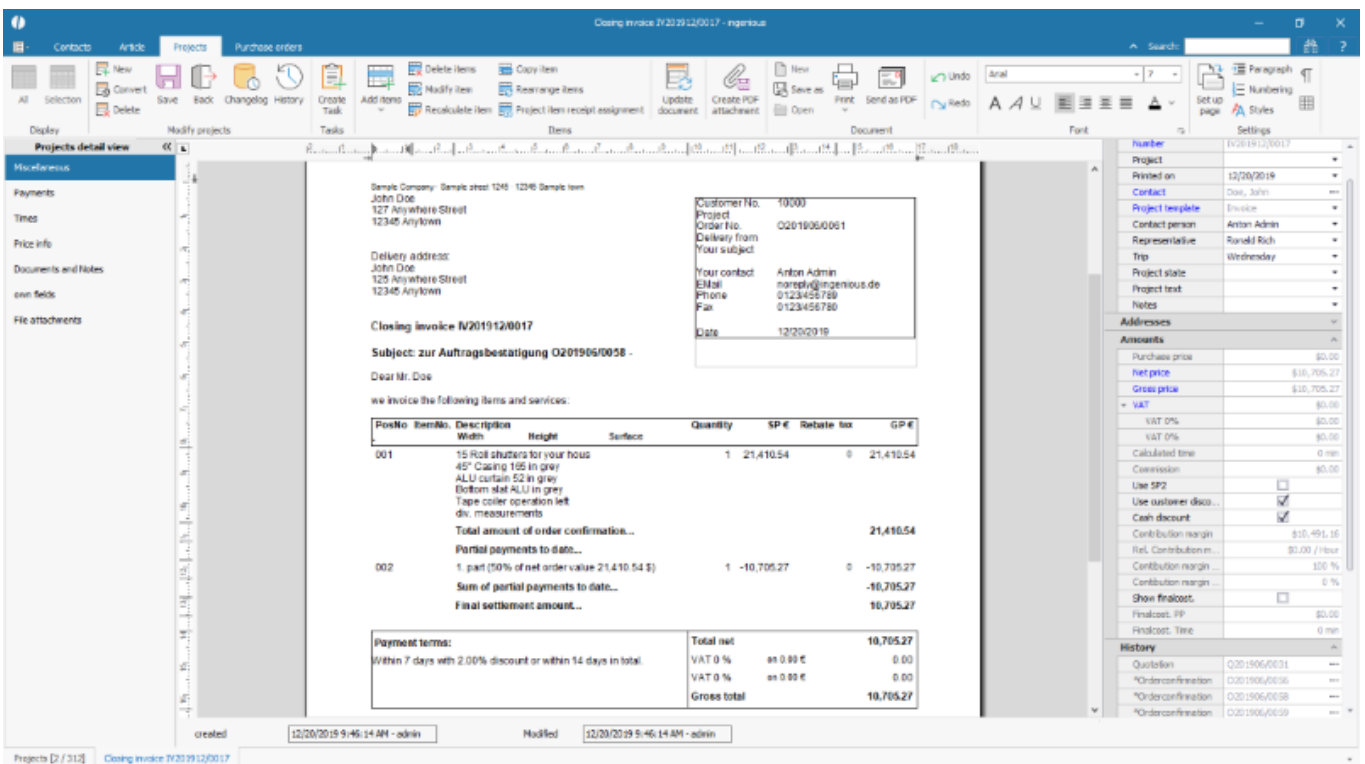 Closing invoice IV201912/0017 - ingenious
Contacts Article Projects Purchase orders Search: ?
All Selection New Convert Delete Save Back Changelog History Create Task Add items Delete items Modify item Recalculate item Copy item Rearrange items Project item receipt assignment Update document Create PDF attachment New Save as Open Print Send as PDF Undo Redo Arial 7 A A U Set up page Paragraph Numbering Styles
Display Modify projects Tasks Items Document Font Settings
Projects detail view
Miscellaneous
Payments
Times
Price info
Documents and Notes
own fields
File attachments
Sample Company· Sample street 1245 · 12345 Sample town
John Doe
127 Anywhere Street
12345 Anytown
Delivery address:
John Doe
125 Anywhere Street
12345 Anytown
Customer No. 10000
Project
Order No. O201906/0061
Delivery from
Your subject
Your contact Anton Admin
EMail noreply@ingenious.de
Phone 0123/456789
Fax 0123/456780
Date 12/20/2019
Closing invoice IV201912/0017
Subject: zur Auftragsbestatigung O201906/0058 -
Dear Mr. Doe
we invoice the following items and services:
PosNo ItemNo. Description Quantity SP € Rebate tax GP €
Width Height Surface
001 15 Roll shutters for your hous 1 21,410.54 0 21,410.54
45° Casing 165 in grey
ALU curtain 52 in grey
Bottom slat ALU in grey
Tape coiler operation left
div. measurements
Total amount of order confirmation... 21,410.54
Partial payments to date...
002 1. part (50% of net order value 21,410.54 $) 1 -10,705.27 0 -10,705.27
Sum of partial payments to date... -10,705.27
Final settlement amount... 10,705.27
Payment terms:
Within 7 days with 2.00% discount or within 14 days in total.
Total net 10,705.27
VAT 0 % on 0.00 € 0.00
VAT 0 % on 0.00 € 0.00
Gross total 10,705.27
Number IV201912/0017
Project
Printed on 12/20/2019
Contact Doe, John
Project template Invoice
Contact person Anton Admin
Representative Ronald Rich
Trip Wednesday
Project state
Project text
Notes
Addresses
Amounts
Purchase price $0.00
Net price $10,705.27
Gross price $10,705.27
VAT $0.00
VAT 0% $0.00
VAT 0% $0.00
Calculated time 0 min
Commission $0.00
Use SP2
Use customer disco...
Cash discount
Contribution margin $10,491.16
Rel. Contribution m... $0.00 / Hour
Contibution margin ... 100 %
Contibution margin ... 0 %
Show finalcost.
Finalcost. PP $0.00
Finalcost. Time 0 min
History
Quotation Q201906/0031
*Orderconfirmation O201906/0056
*Orderconfirmation O201906/0058
*Orderconfirmation O201906/0059
created 12/20/2019 9:46:14 AM - admin Modified 12/20/2019 9:46:14 AM - admin
Projects [2 / 312] Closing invoice IV201912/0017